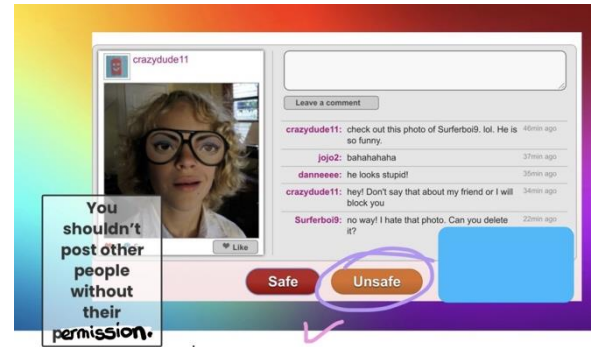 crazydude11
Like
Leave a comment
crazydude11: check out this photo of Surferboi9. lol. He is 46min ago
so funny.
jojo2: bahahahaha 37min ago
danneeee: he looks stupid! 35min ago
crazydude11: hey! Don't say that about my friend or I will 34min ago
block you
Surferboi9: no way! I hate that photo. Can you delete 22min ago
it?
You
shouldn't
post other
people
without
their
permission.
Safe
Unsafe